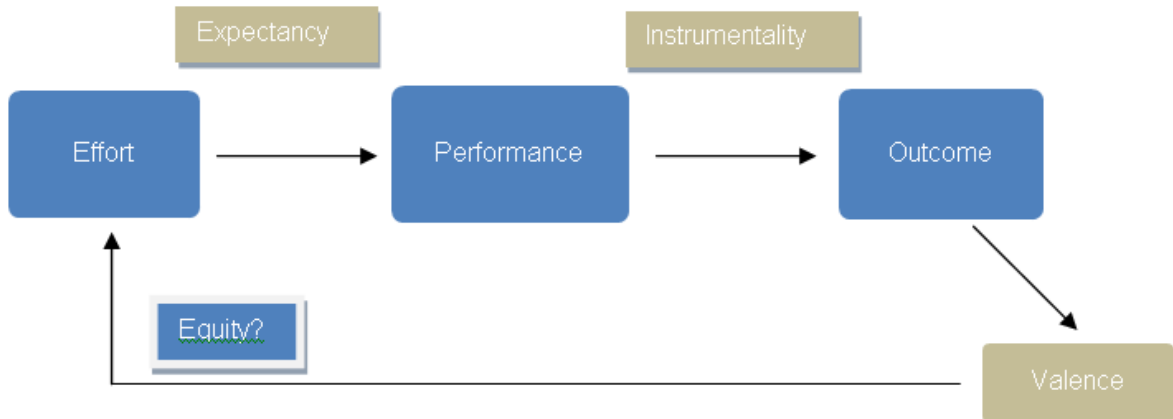 Expectancy
Instrumentality
Effort
Performance
Outcome
Equity?
Valence